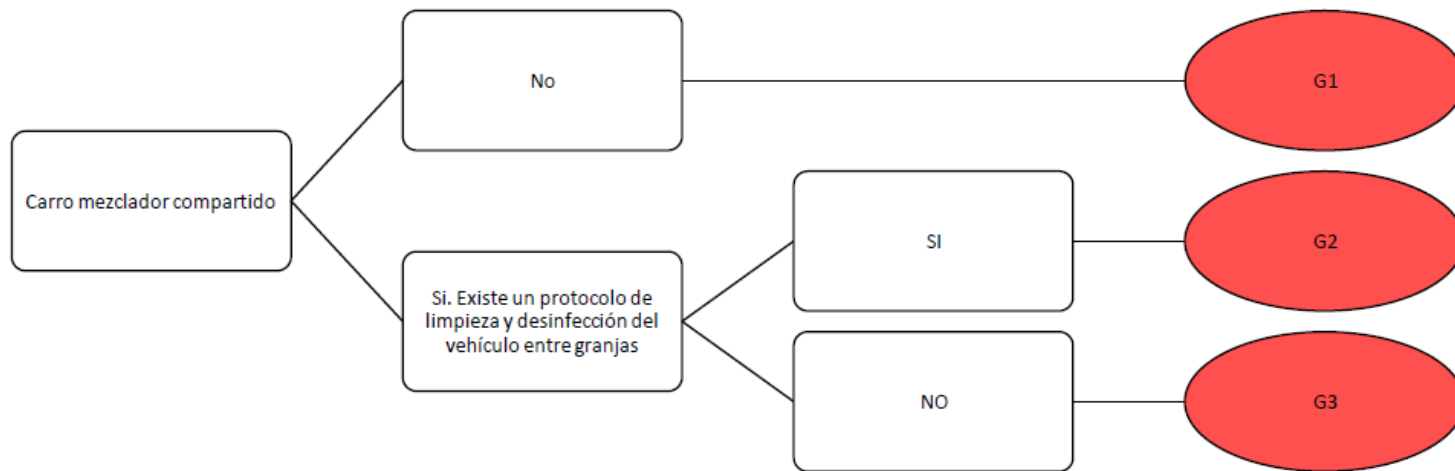 No
G1
Carro mezclador compartido
SI
G2
Si. Existe un protocolo de
limpieza y desinfección del
vehículo entre granjas
NO
G3